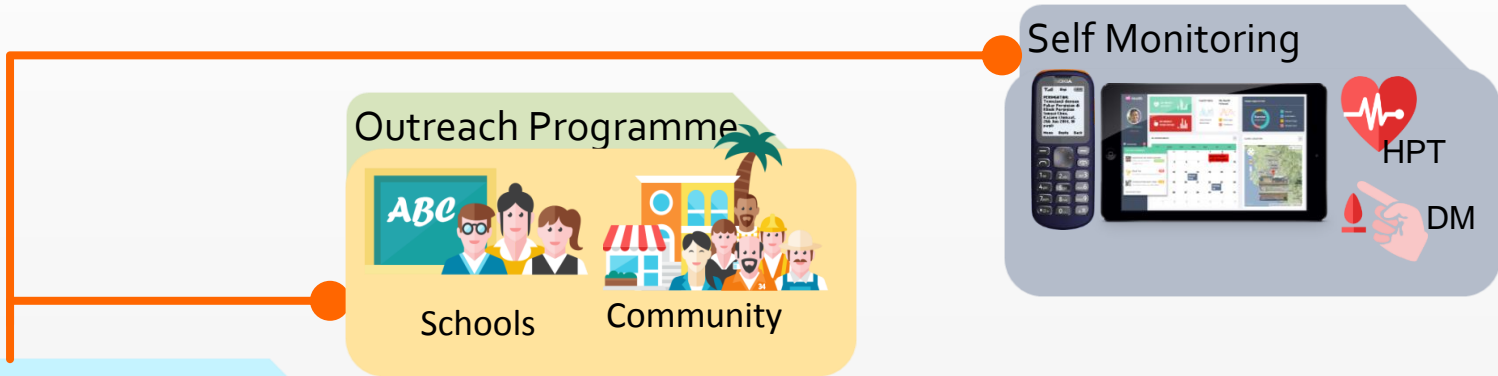 Self Monitoring
HPT
DM
Outreach Programme
ABC
Schools
Community